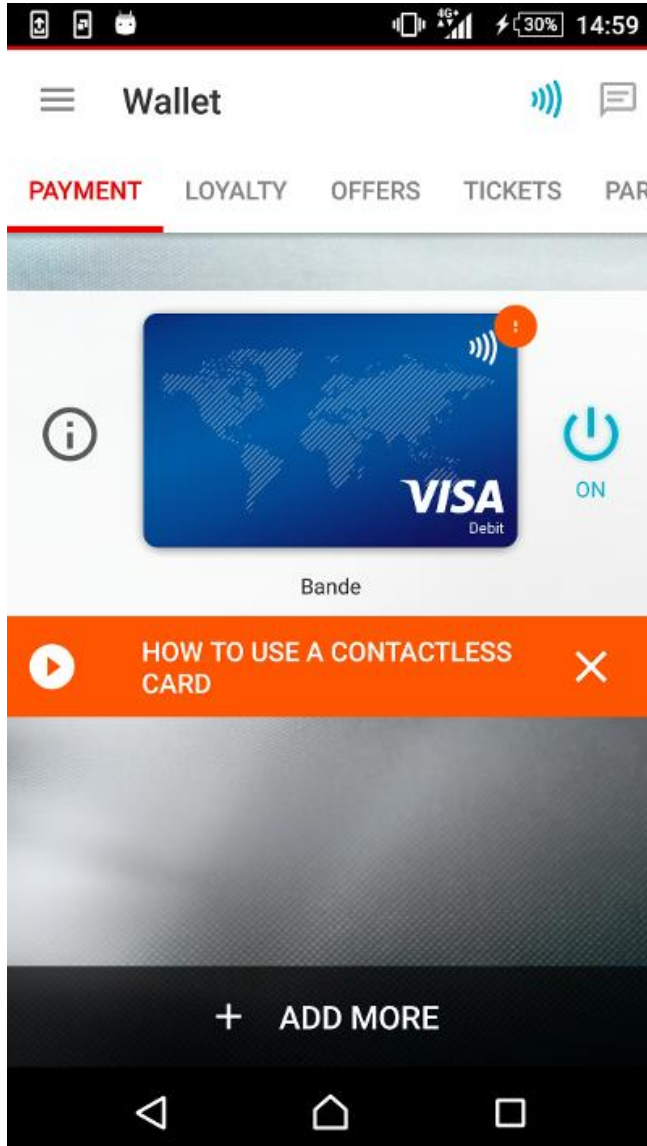 4G+ 30% 14:59
Wallet
PAYMENT LOYALTY OFFERS TICKETS PAR
VISA
Debit
ON
Bande
HOW TO USE A CONTACTLESS
CARD
+ ADD MORE